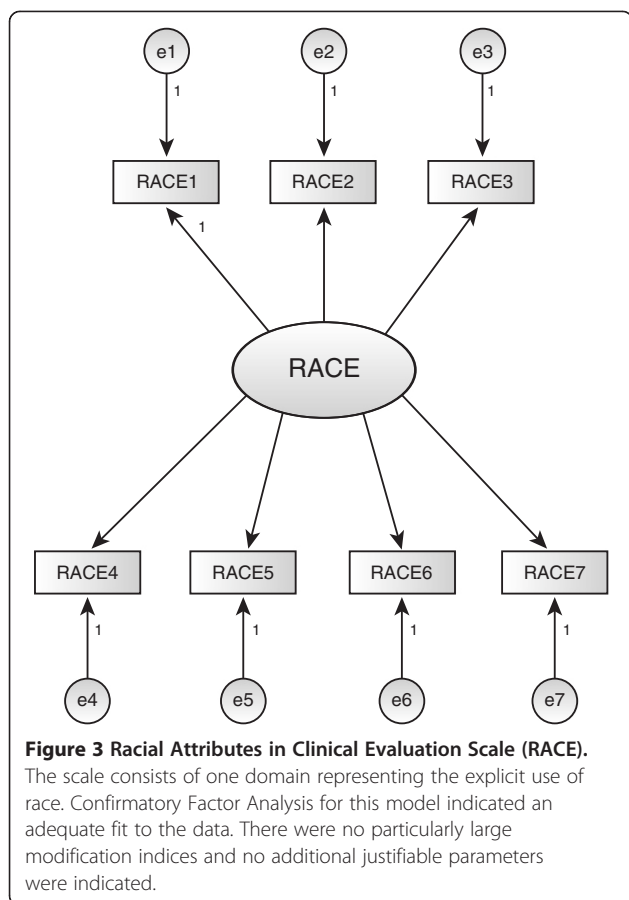 e1 e2 e3
1 1 1
RACE1 RACE2 RACE3
1
RACE
RACE4 RACE5 RACE6 RACE7
1 1 1 1
e4 e5 e6 e7
Figure 3 Racial Attributes in Clinical Evaluation Scale (RACE).
The scale consists of one domain representing the explicit use of
race. Confirmatory Factor Analysis for this model indicated an
adequate fit to the data. There were no particularly large
modification indices and no additional justifiable parameters
were indicated.